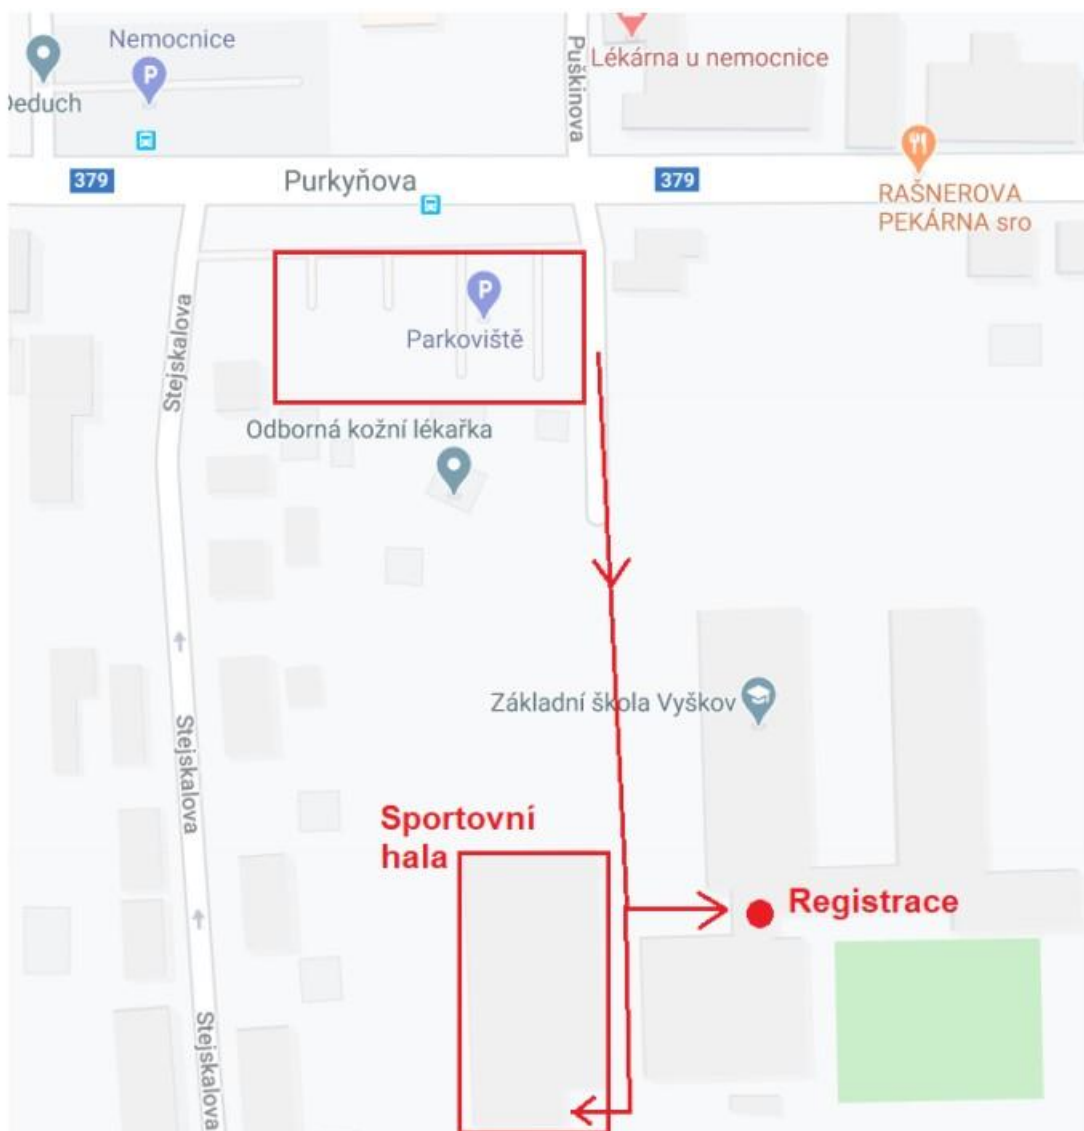 Nemocnice
P
Deduch
Puškinova
Lékárna u nemocnice
379
Purkyňova
379
RAŠNEROVA
PEKÁRNA sro
Stejskalova
P
Parkoviště
Odborná kožní lékařka
Základní škola Vyškov
Stejskalova
Sportovní
hala
Registrace
Stejskalova